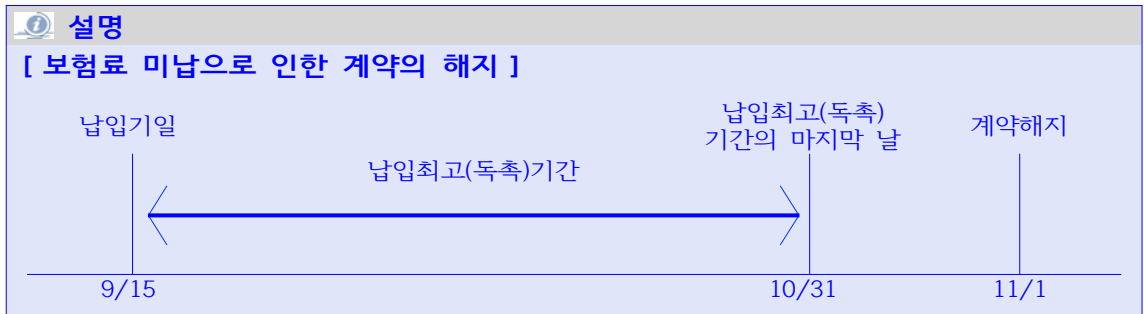 설명
[ 보험료 미납으로 인한 계약의 해지 ]
납입기일
납입최고(독촉)기간
납입최고(독촉)
기간의 마지막 날
계약해지
9/15
10/31
11/1